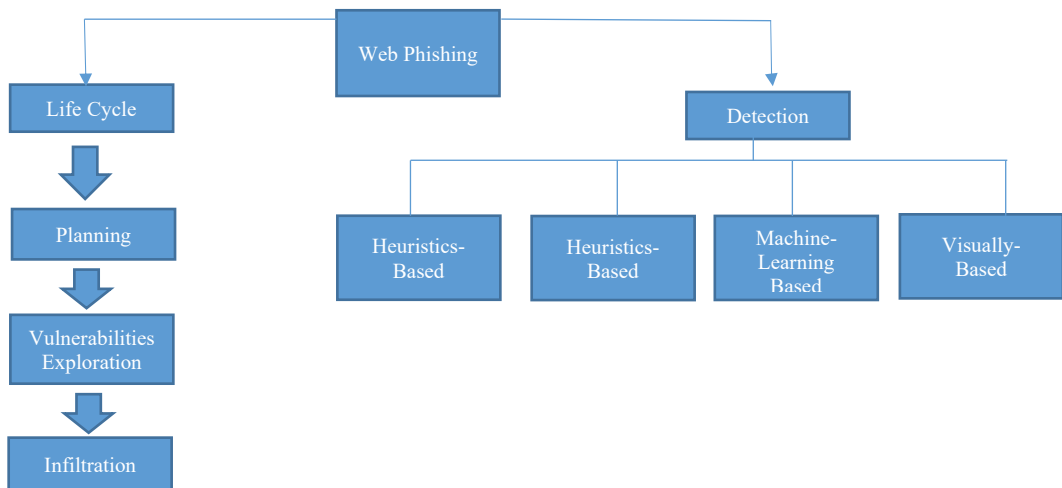 Web Phishing
Life Cycle
Detection
Planning
Heuristics-
Based
Heuristics-
Based
Machine-
Learning
Based
Visually-
Based
Vulnerabilities
Exploration
Infiltration